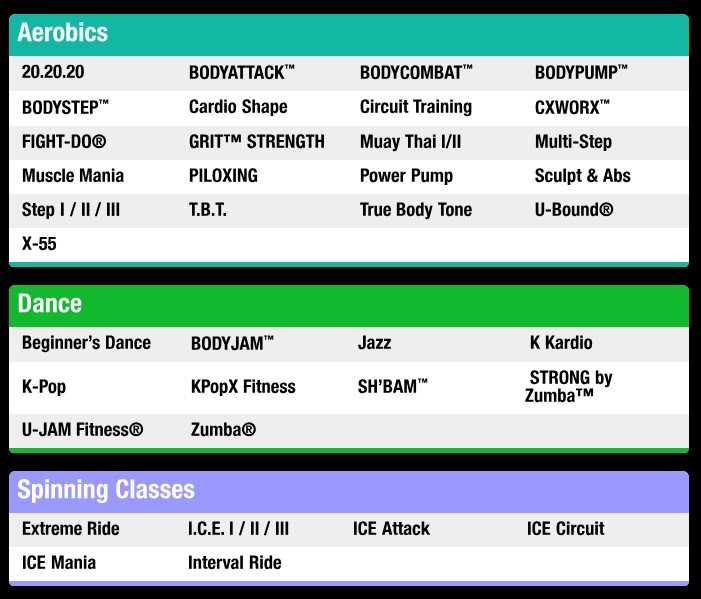 Aerobics
20.20.20 BODYATTACK™ BODYCOMBAT™ BODYPUMP™
BODYSTEP™ Cardio Shape Circuit Training CXWORX™
FIGHT-DO® GRIT™ STRENGTH Muay Thai I/II Multi-Step
Muscle Mania PILOXING Power Pump Sculpt & Abs
Step I / II / III T.B.T. True Body Tone U-Bound®
X-55
Dance
Beginner's Dance BODYJAM™ Jazz K Kardio
K-Pop KPopX Fitness SH'BAM™ STRONG by
Zumba™
U-JAM Fitness® Zumba®
Spinning Classes
Extreme Ride I.C.E. I / II / III ICE Attack ICE Circuit
ICE Mania Interval Ride